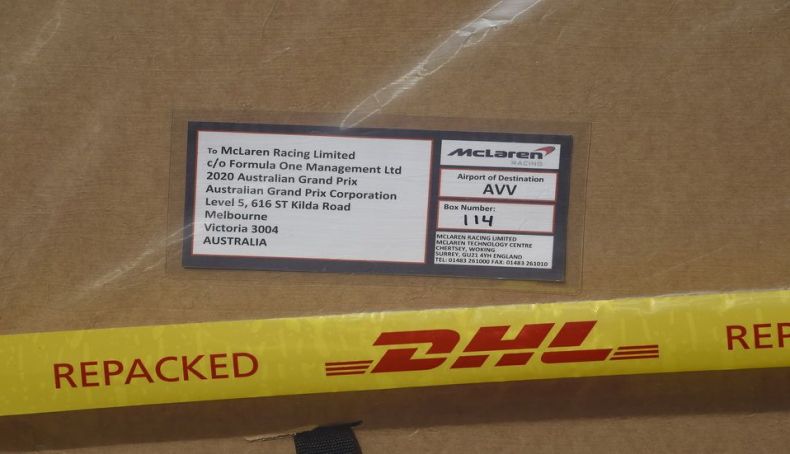 To McLaren Racing Limited
c/o Formula One Management Ltd
2020 Australian Grand Prix
Australian Grand Prix Corporation
Level 5, 616 ST Kilda Road
Melbourne
Victoria 3004
AUSTRALIA
McLaren
RACING
Airport of Destination
AVV
Box Number:
114
MCLAREN RACING LIMITED
MCLAREN TECHNOLOGY CENTRE
CHERTSEY, WOKING
SURREY, GU21 4YH ENGLAND
TEL: 01483 261000 FAX: 01483 261010
REPACKED DHL REP